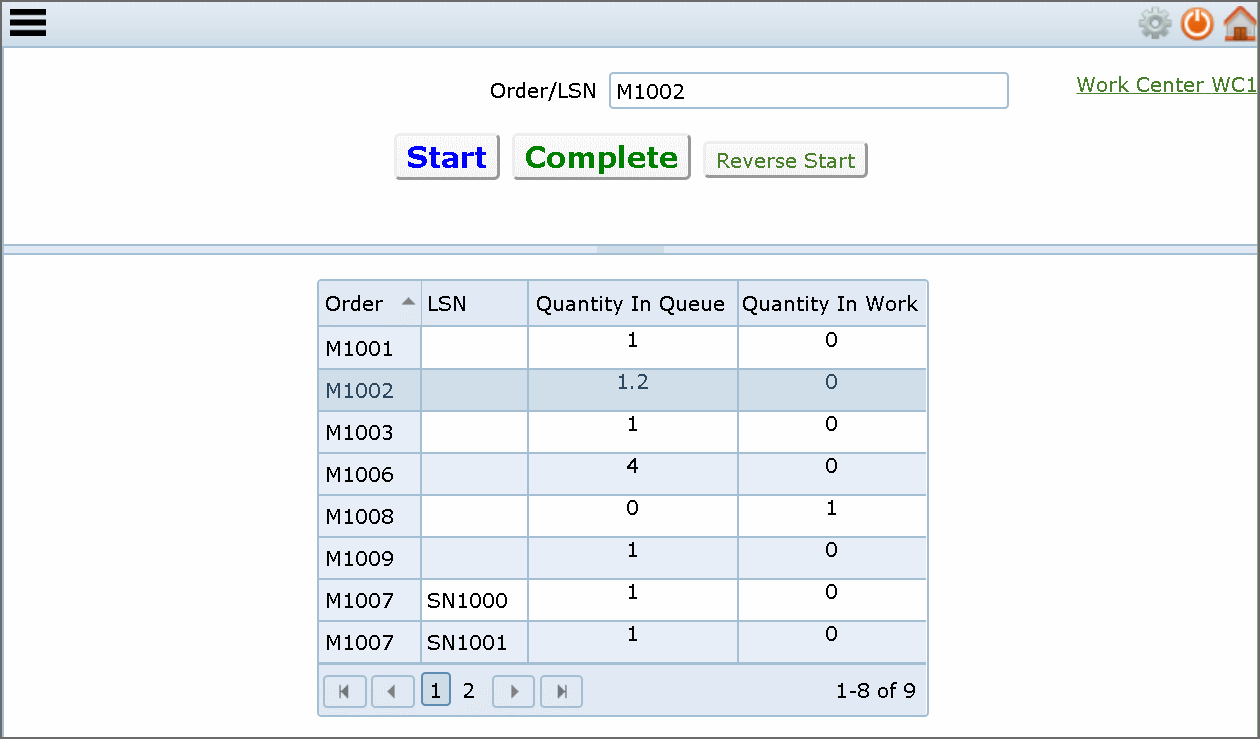 Order/LSN M1002 Work Center WC1
Start Complete Reverse Start
Order LSN Quantity In Queue Quantity In Work
M1001 1 0
M1002 1.2 0
M1003 1 0
M1006 4 0
M1008 0 1
M1009 1 0
M1007 SN1000 1 0
M1007 SN1001 1 0
1 2 1-8 of 9